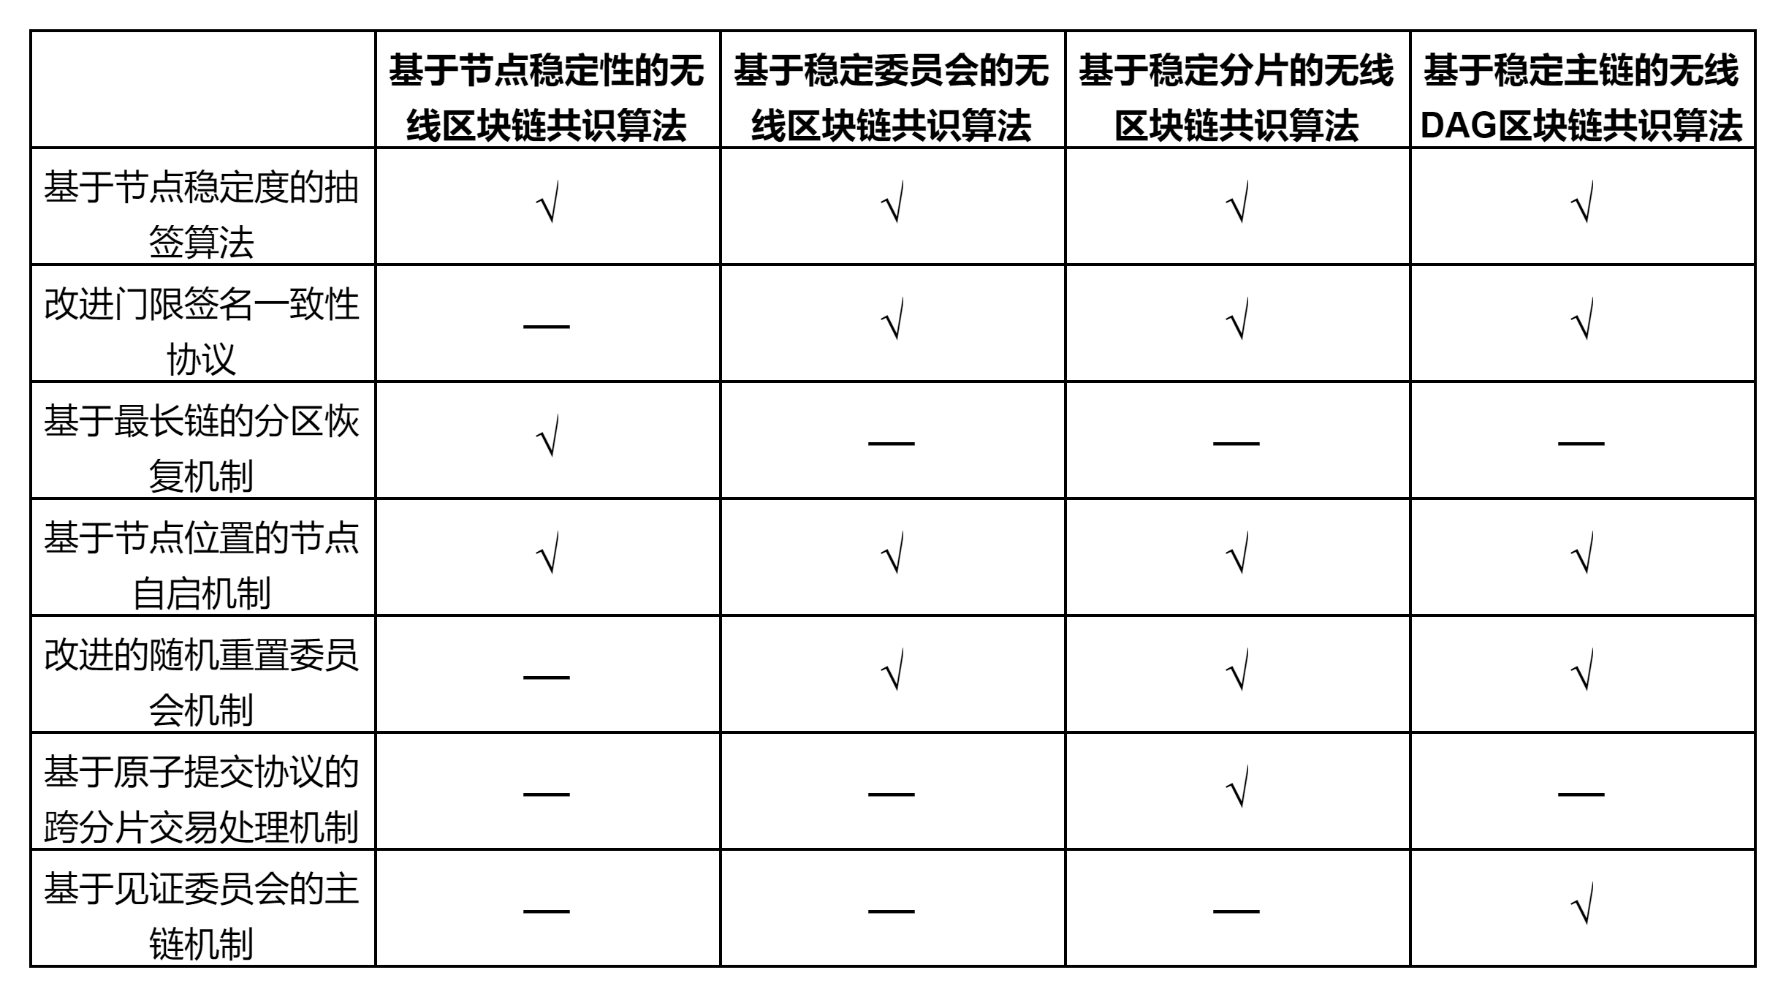 基于节点稳定性的无
线区块链共识算法
基于稳定委员会的无
线区块链共识算法
基于稳定分片的无线
区块链共识算法
基于稳定主链的无线
DAG区块链共识算法
基于节点稳定度的抽
签算法
√
√
√
√
改进门限签名一致性
协议
—
√
√
√
基于最长链的分区恢
复机制
√
—
—
—
基于节点位置的节点
自启机制
√
√
√
√
改进的随机重置委员
会机制
—
√
√
√
基于原子提交协议的
跨分片交易处理机制
—
—
√
—
基于见证委员会的主
链机制
—
—
—
√